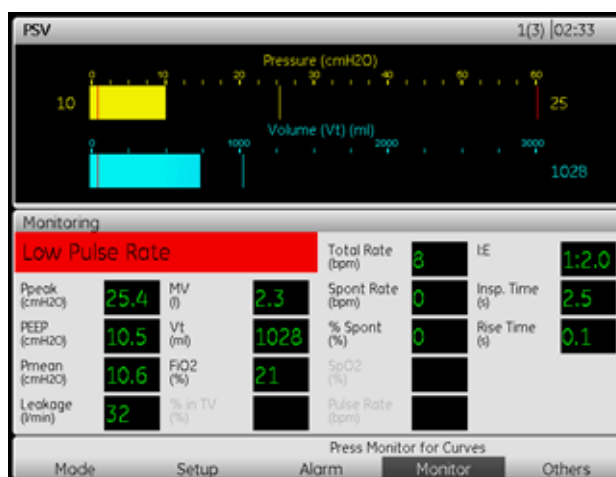 PSV 1(3) 02:33
Pressure (cmH2O)
0 10 20 30 40 50 60
10 25
Volume (Vt) (ml)
0 1000 2000 3000
1028
Monitoring
Low Pulse Rate
Total Rate (bpm) 8 I:E 1:2.0
Ppeak (cmH2O) 25.4 MV (l) 2.3 Spont Rate (bpm) 0 Insp. Time (s) 2.5
PEEP (cmH2O) 10.5 Vt (ml) 1028 % Spont (%) 0 Rise Time (s) 0.1
Pmean (cmH2O) 10.6 FiO2 (%) 21 SpO2 (%)
Leakage (l/min) 32 % in TV (%) Pulse Rate (bpm)
Press Monitor for Curves
Mode Setup Alarm Monitor Others